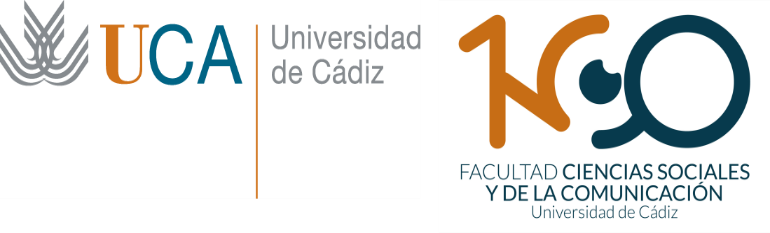 UCA
Universidad
de Cádiz
FACULTAD CIENCIAS SOCIALES
Y DE LA COMUNICACIÓN
Universidad de Cádiz